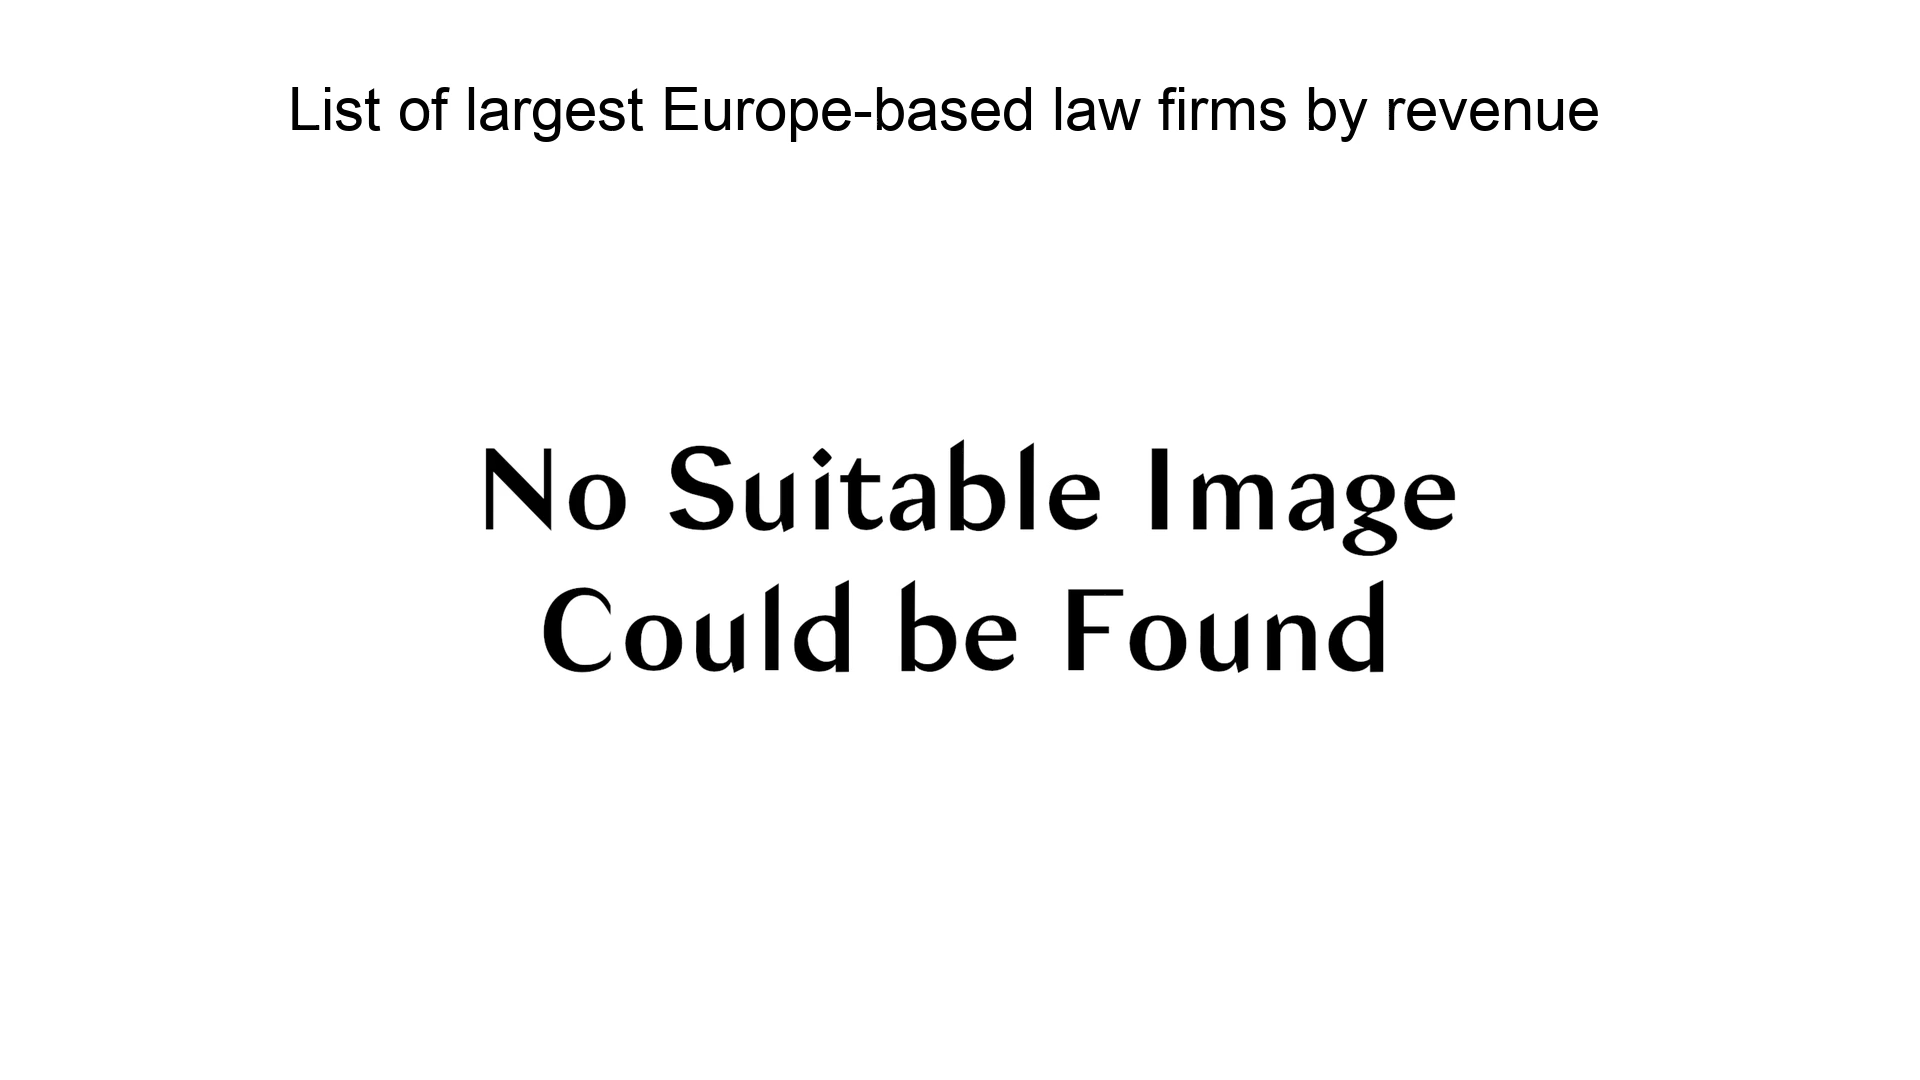 List of largest Europe-based law firms by revenue
No Suitable Image
Could be Found